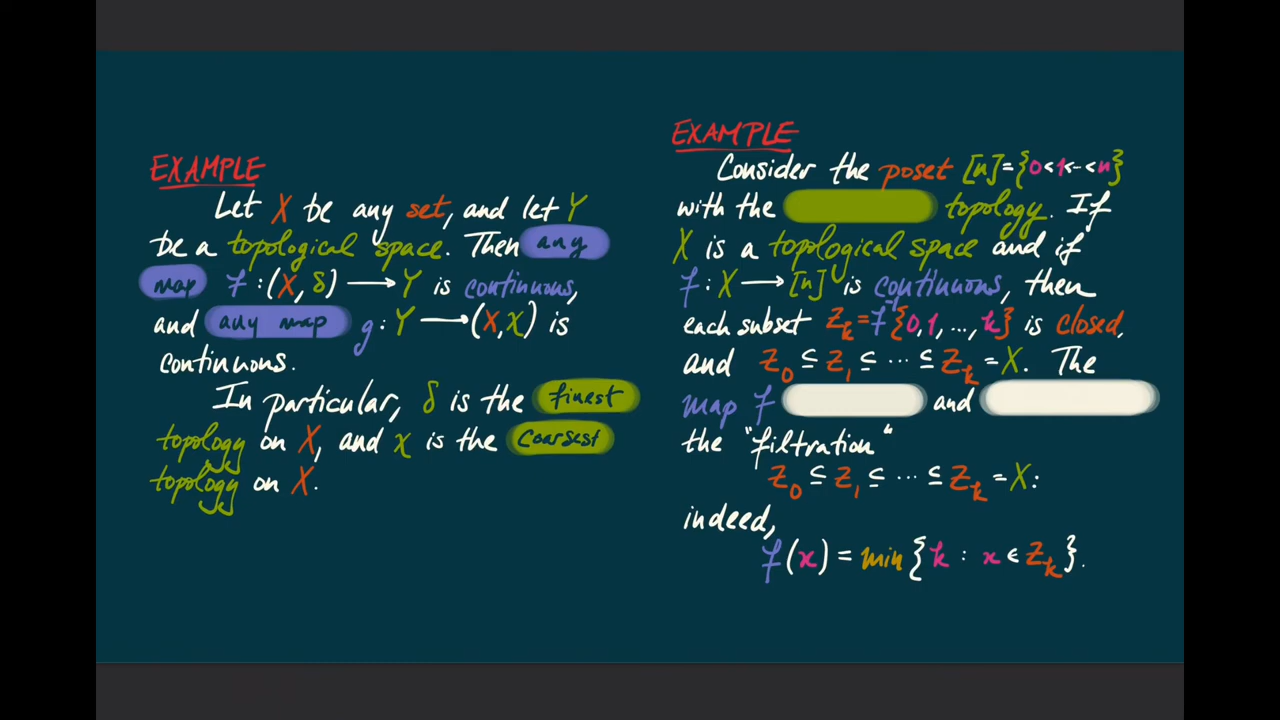 EXAMPLE
Let X be any set, and let Y
be a topological space. Then any
map f : (X, δ) ⟶ Y is continuous,
and any map g : Y ⟶ (X, χ) is
continuous.
In particular, δ is the finest
topology on X, and χ is the coarsest
topology on X.
EXAMPLE
Consider the poset [n] = {0 < 1 < ··· < n}
with the topology. If
X is a topological space and if
f : X ⟶ [n] is continuous, then
each subset Z_k = f⁻{0, 1, ..., k} is closed,
and Z_0 ⊆ Z_1 ⊆ ··· ⊆ Z_k = X. The
map f and
the "filtration"
Z_0 ⊆ Z_1 ⊆ ··· ⊆ Z_k = X:
indeed,
f(x) = min{k : x ∈ Z_k}.